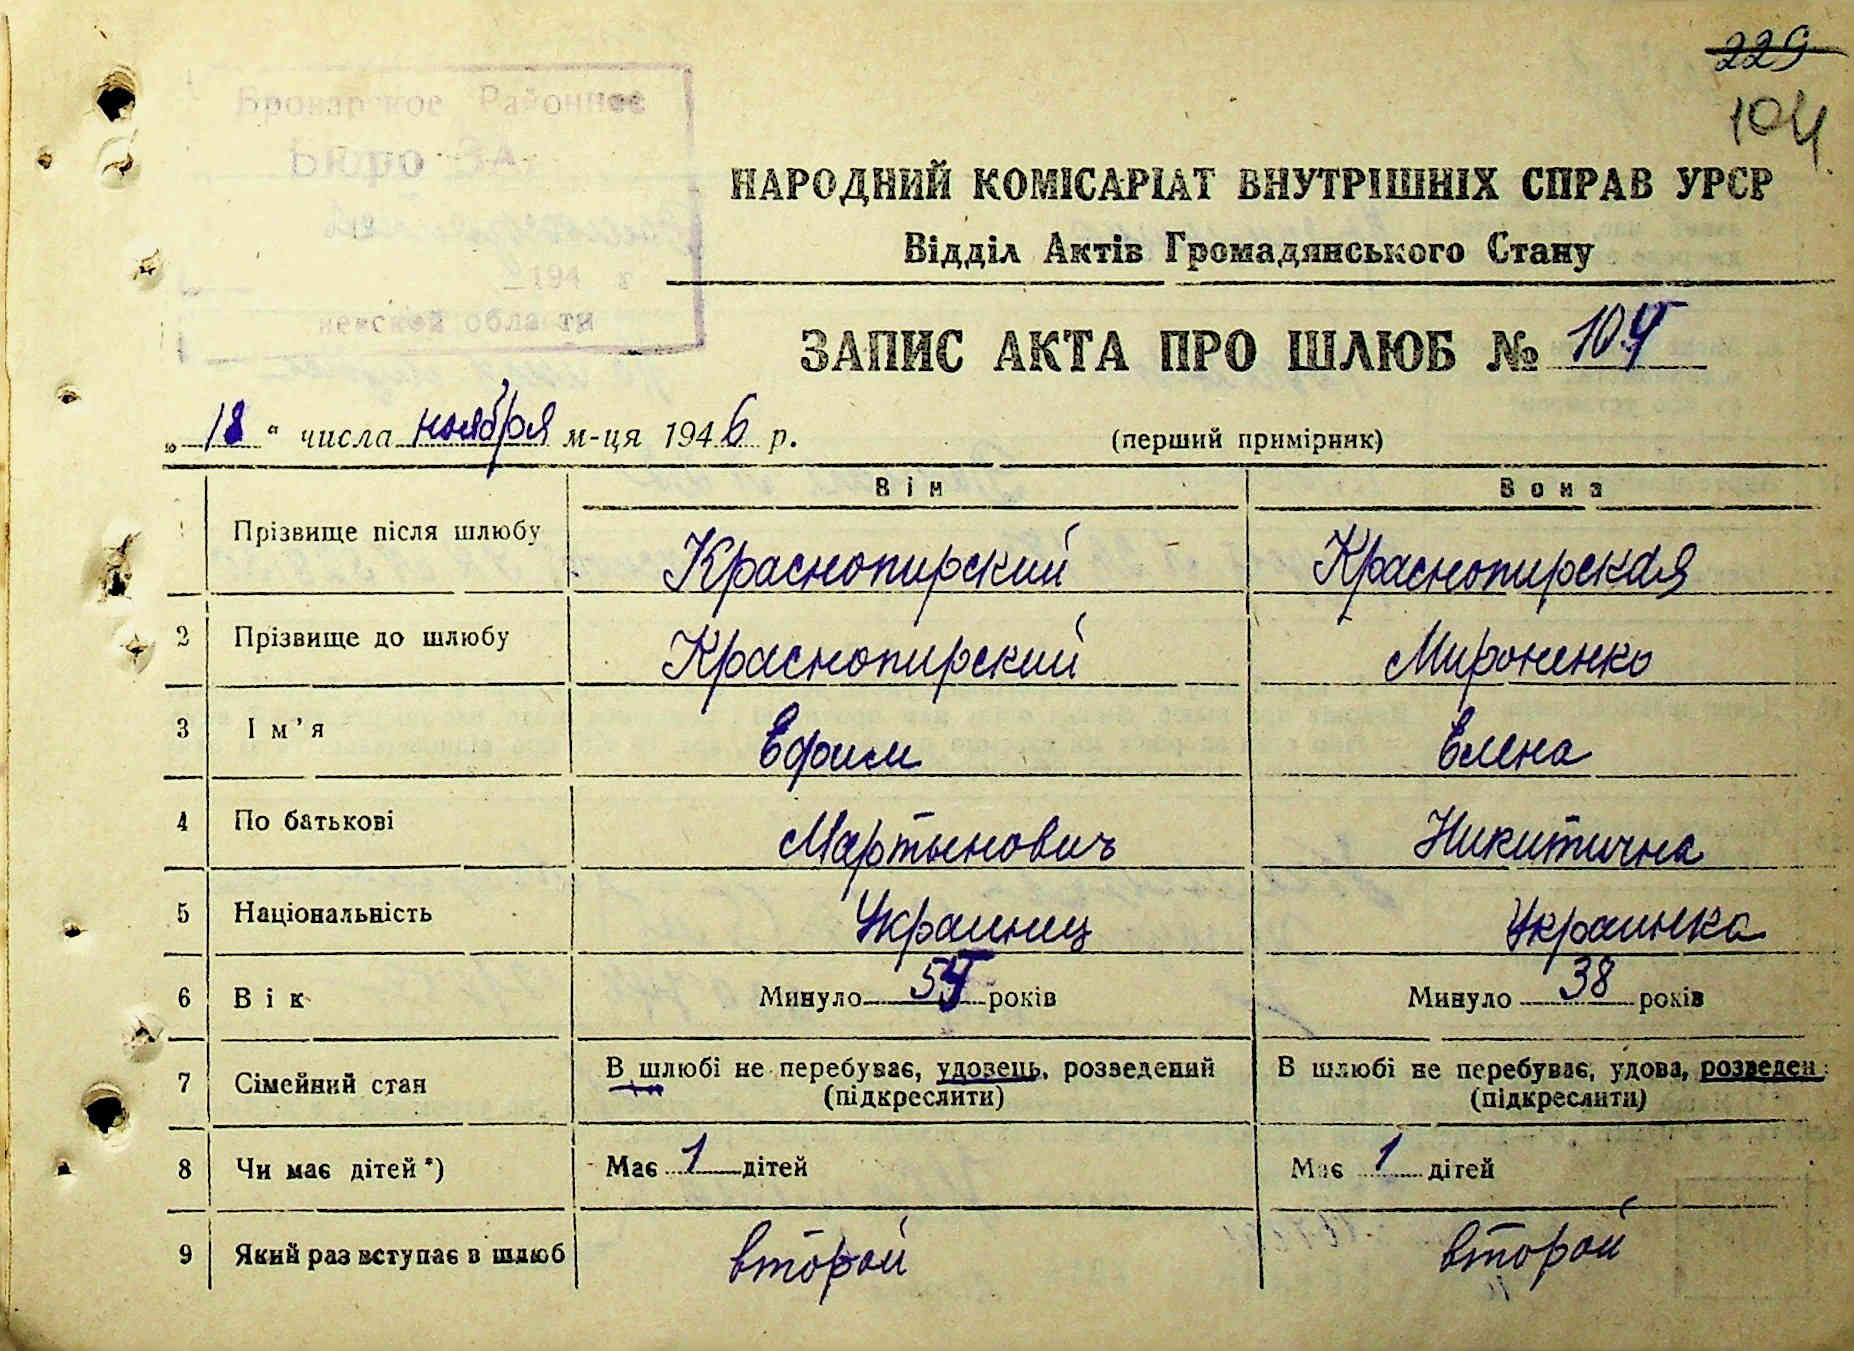 229
104
Броварское Районное
Бюро ЗА
194 г
киевской области
НАРОДНИЙ КОМІСАРІАТ ВНУТРІШНІХ СПРАВ УРСР
Відділ Актів Громадянського Стану
ЗАПИС АКТА ПРО ШЛЮБ № 104
„18“ числа ноября м-ця 1946 р. (перший примірник)
Він Вона
1 Прізвище після шлюбу Краснопирский Краснопирская
2 Прізвище до шлюбу Краснопирский Мироненко
3 Ім’я Ефим Елена
4 По батькові Мартынович Никитична
5 Національність Украинец Украинка
6 Вік Минуло 54 років Минуло 38 років
7 Сімейний стан В шлюбі не перебуває, удовець, розведений В шлюбі не перебуває, удова, розведен
(підкреслити) (підкреслити)
8 Чи має дітей*) Має 1 дітей Має 1 дітей
9 Який раз вступає в шлюб второй второй